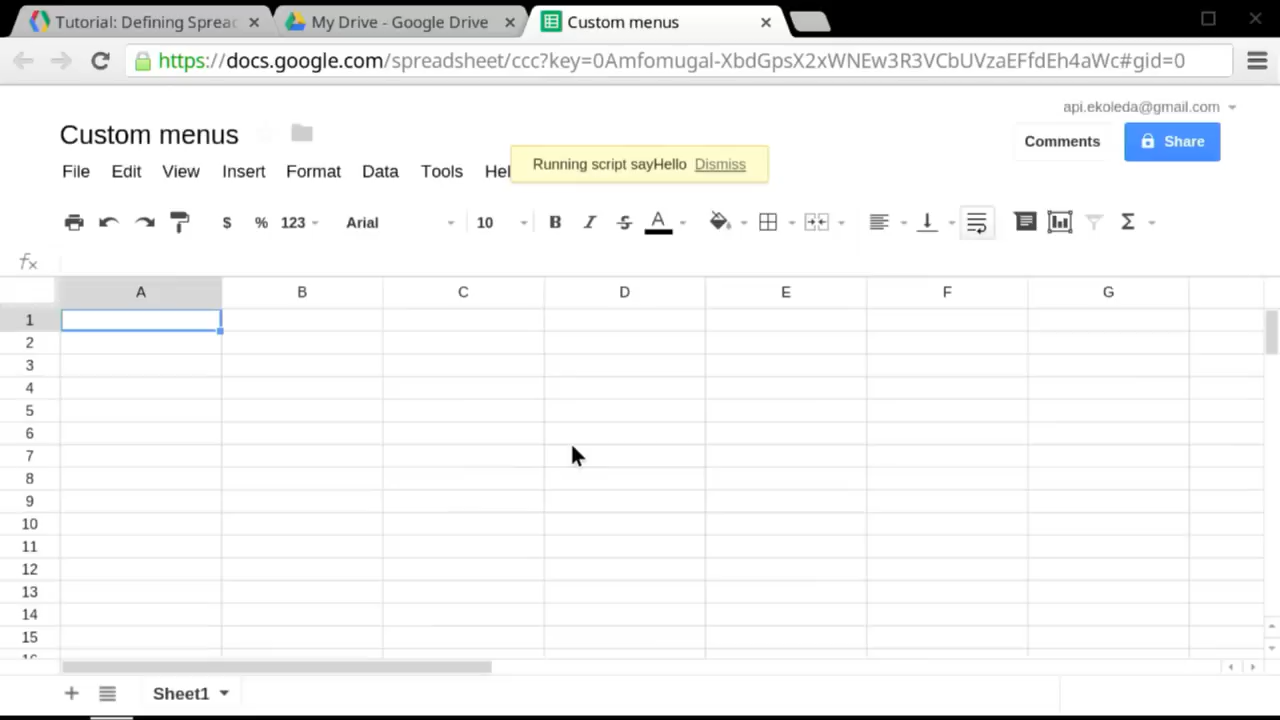 Tutorial: Defining Spreac
My Drive - Google Drive
Custom menus
https://docs.google.com/spreadsheet/ccc?key=0Amfomugal-XbdGpsX2xWNEw3R3VCbUVzaEFfdEh4aWc#gid=0
api.ekoleda@gmail.com
Custom menus
Comments
Share
File Edit View Insert Format Data Tools Hel
Running script sayHello Dismiss
$ % 123 Arial 10 B I S A Σ
fx
A B C D E F G
1
2
3
4
5
6
7
8
9
10
11
12
13
14
15
16
Sheet1